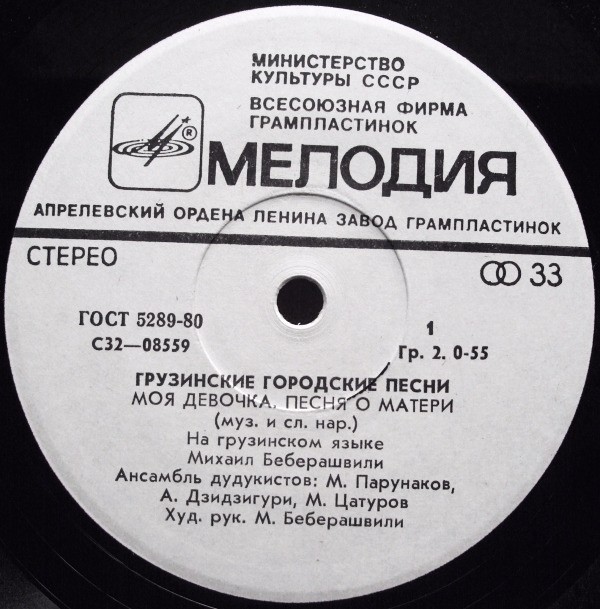 МИНИСТЕРСТВО
КУЛЬТУРЫ СССР
ВСЕСОЮЗНАЯ ФИРМА
ГРАМПЛАСТИНОК
®
МЕЛОДИЯ
АПРЕЛЕВСКИЙ ОРДЕНА ЛЕНИНА ЗАВОД ГРАМПЛАСТИНОК
СТЕРЕО
33
ГОСТ 5289-80
С32—08559
1
Гр. 2. 0-55
ГРУЗИНСКИЕ ГОРОДСКИЕ ПЕСНИ
МОЯ ДЕВОЧКА. ПЕСНЯ О МАТЕРИ
(муз. и сл. нар.)
На грузинском языке
Михаил Беберашвили
Ансамбль дудукистов: М. Парунаков,
А. Дзидзигури, М. Цатуров
Худ. рук. М. Беберашвили